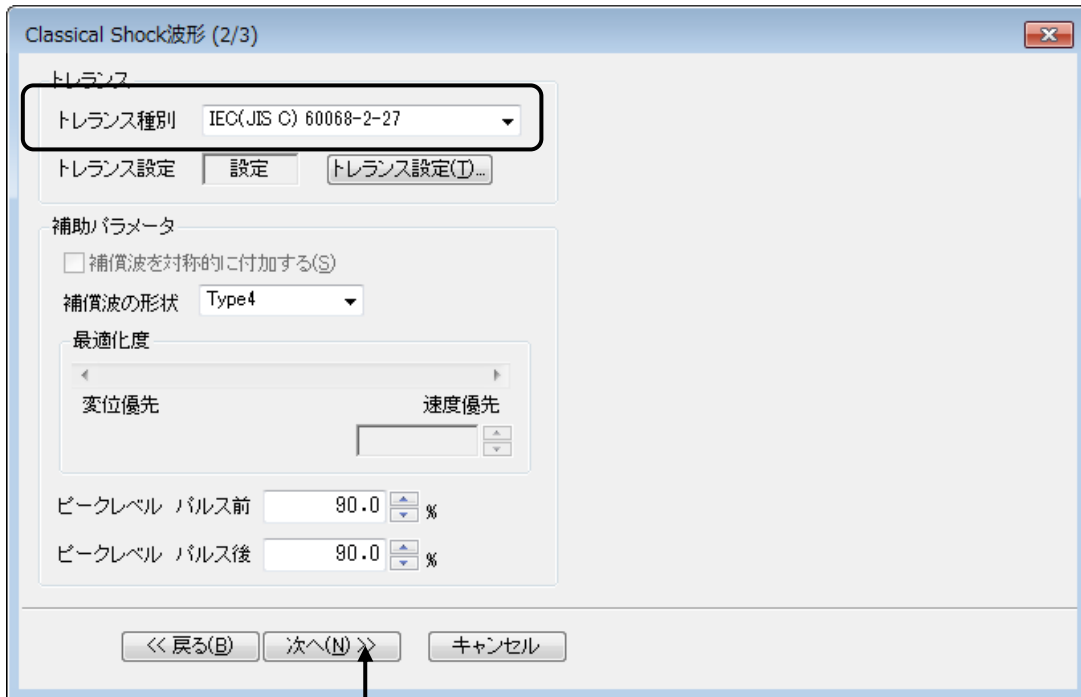 Classical Shock波形 (2/3)
トレランス
トレランス種別 IEC(JIS C) 60068-2-27
トレランス設定 設定 トレランス設定(T)...
補助パラメータ
補償波を対称的に付加する(S)
補償波の形状 Type4
最適化度
変位優先 速度優先
ピークレベル パルス前 90.0 %
ピークレベル パルス後 90.0 %
<< 戻る(B) 次へ(N) >> キャンセル